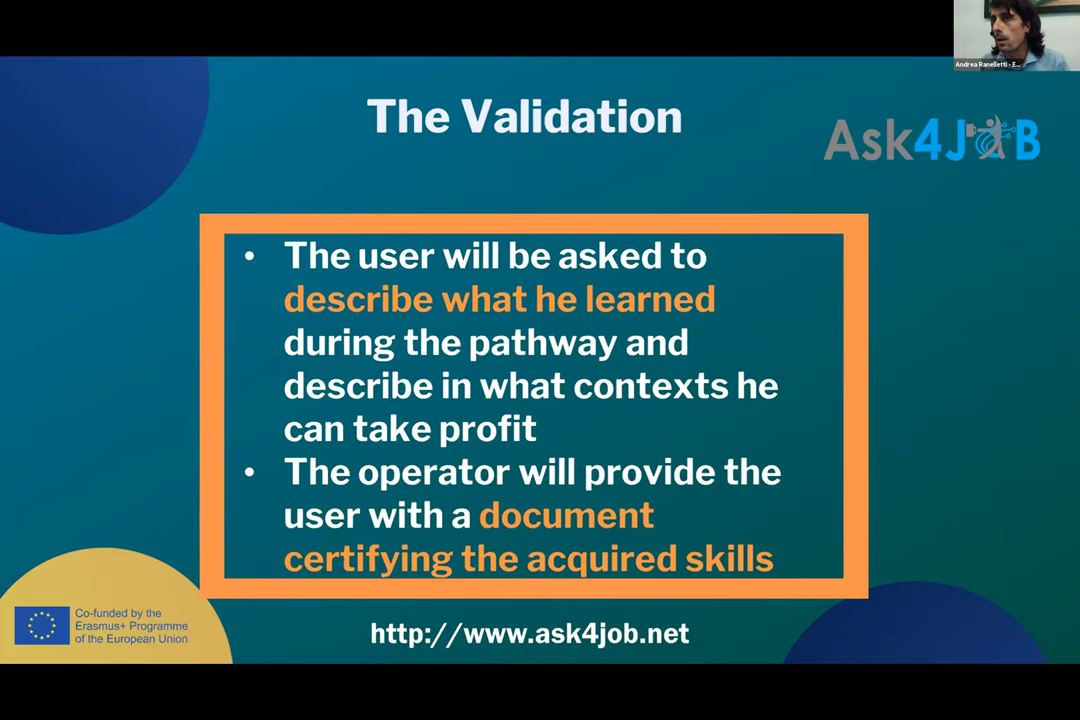 Andrea Ranelletti - E...
The Validation
Ask4JOB
• The user will be asked to
describe what he learned
during the pathway and
describe in what contexts he
can take profit
• The operator will provide the
user with a document
certifying the acquired skills
Co-funded by the
Erasmus+ Programme
of the European Union
http://www.ask4job.net